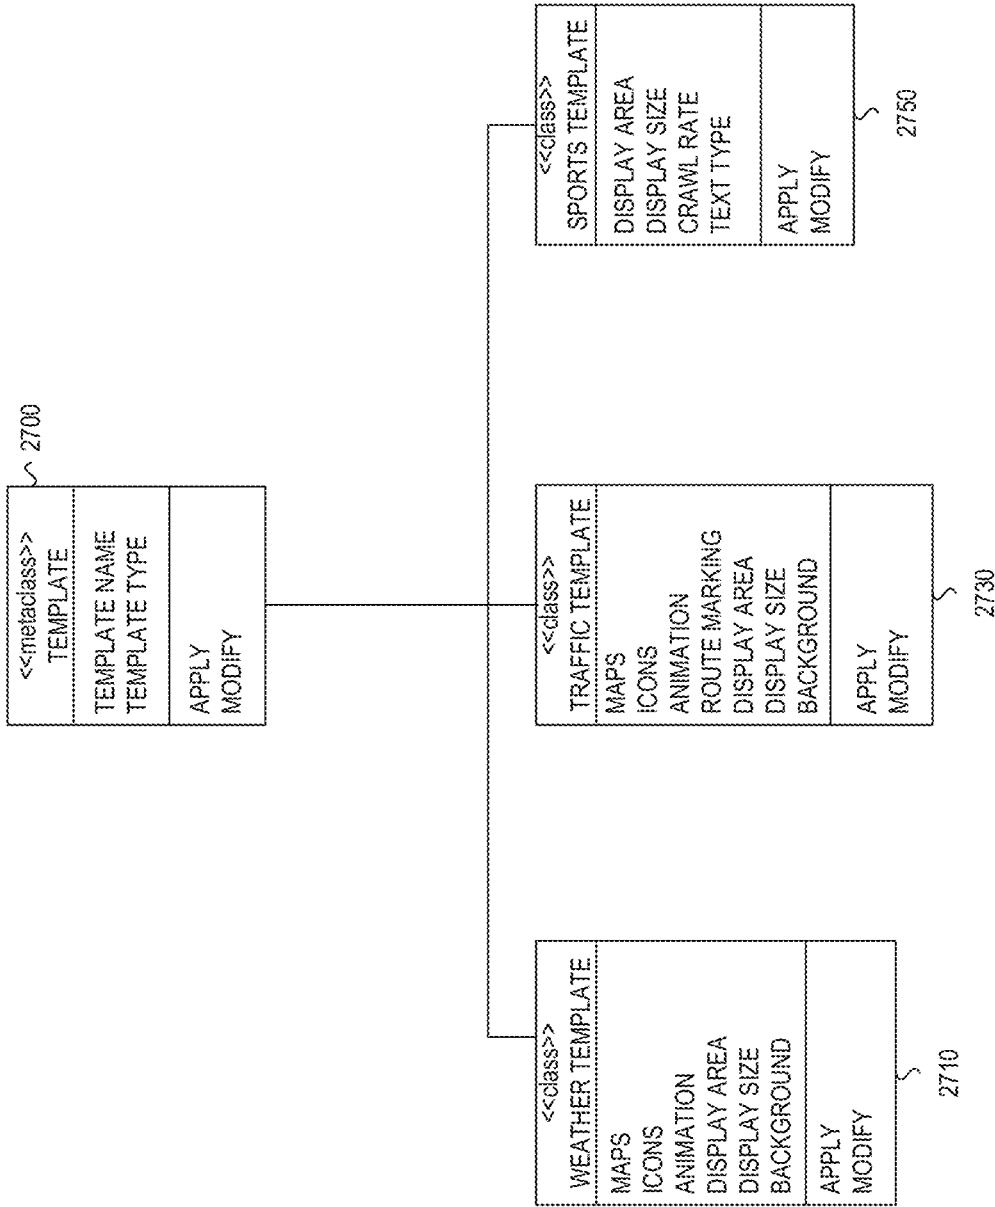 <<metaclass>>
TEMPLATE
TEMPLATE NAME
TEMPLATE TYPE
APPLY
MODIFY
2700
<<class>>
WEATHER TEMPLATE
MAPS
ICONS
ANIMATION
DISPLAY AREA
DISPLAY SIZE
BACKGROUND
APPLY
MODIFY
2710
<<class>>
TRAFFIC TEMPLATE
MAPS
ICONS
ANIMATION
ROUTE MARKING
DISPLAY AREA
DISPLAY SIZE
BACKGROUND
APPLY
MODIFY
2730
<<class>>
SPORTS TEMPLATE
DISPLAY AREA
DISPLAY SIZE
CRAWL RATE
TEXT TYPE
APPLY
MODIFY
2750